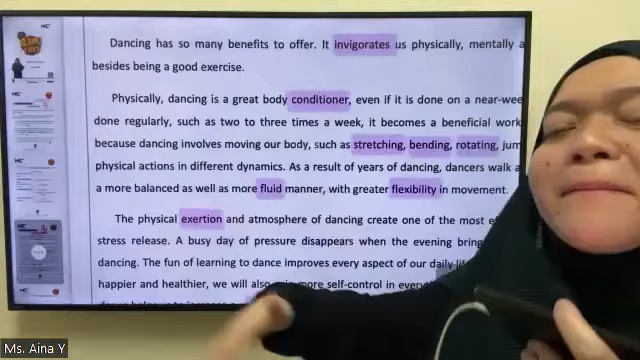 Dancing has so many benefits to offer. It invigorates us physically, mentally a
besides being a good exercise.
Physically, dancing is a great body conditioner, even if it is done on a near-wee
done regularly, such as two to three times a week, it becomes a beneficial work
because dancing involves moving our body, such as stretching, bending, rotating, jum
physical actions in different dynamics. As a result of years of dancing, dancers walk a
a more balanced as well as more fluid manner, with greater flexibility in movement.
The physical exertion and atmosphere of dancing create one of the most e
stress release. A busy day of pressure disappears when the evening bring
dancing. The fun of learning to dance improves every aspect of our daily
happier and healthier, we will also more self-control in
Ms. Aina Y